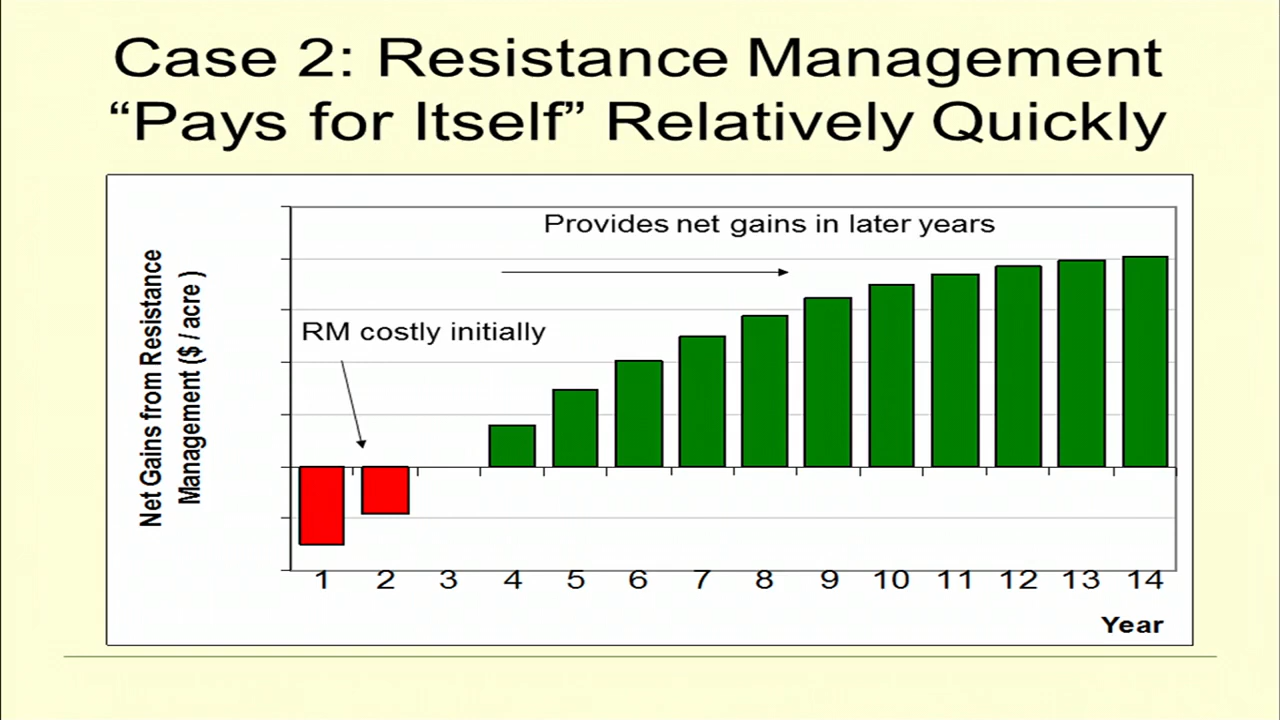 Case 2: Resistance Management
“Pays for Itself” Relatively Quickly
Provides net gains in later years
RM costly initially
Net Gains from Resistance
Management ($ / acre )
1 2 3 4 5 6 7 8 9 10 11 12 13 14
Year